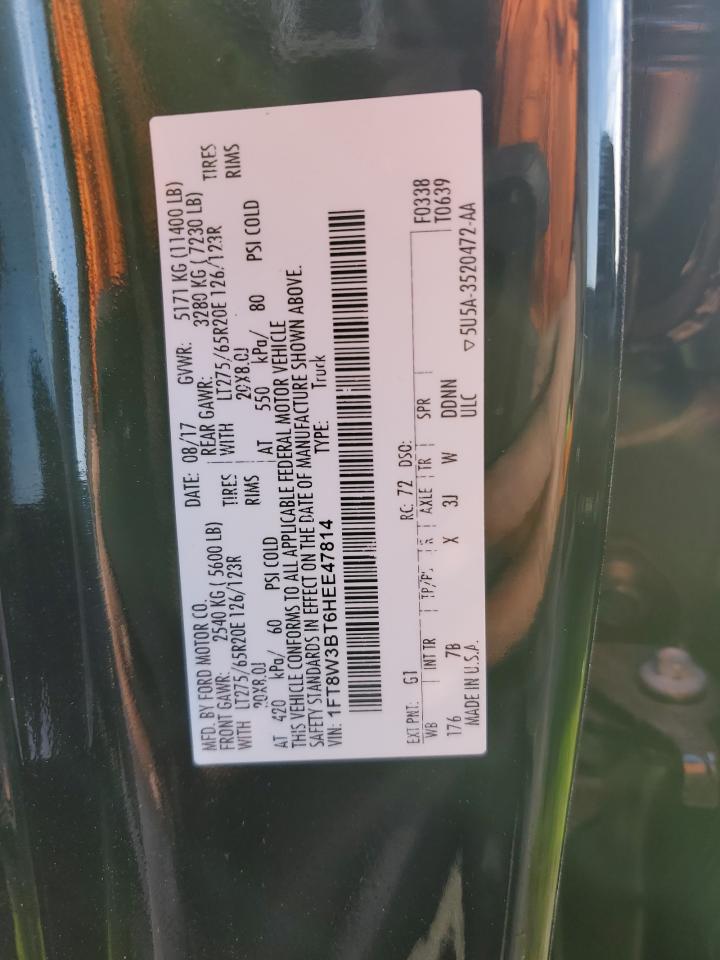 MFD. BY FORD MOTOR CO. DATE: 08/17 GVWR: 5171 KG (11400 LB)
FRONT GAWR: 2540 KG ( 5600 LB) REAR GAWR: 3280 KG ( 7230 LB)
WITH LT275/65R20E 126/123R TIRES WITH LT275/65R20E 126/123R TIRES
20X8.0J RIMS 20X8.0J RIMS
AT 420 kPa/ 60 PSI COLD AT 550 kPa/ 80 PSI COLD
THIS VEHICLE CONFORMS TO ALL APPLICABLE FEDERAL MOTOR VEHICLE
SAFETY STANDARDS IN EFFECT ON THE DATE OF MANUFACTURE SHOWN ABOVE.
VIN: 1FT8W3BT6HEE47814 TYPE: Truck
EXT PNT: G1 RC: 72 DSO: F0338
WB INT TR TP/PS R AXLE TR SPR T0639
176 7B X 3J W DDNN
MADE IN U.S.A. ULC ▽5U5A-3520472-AA